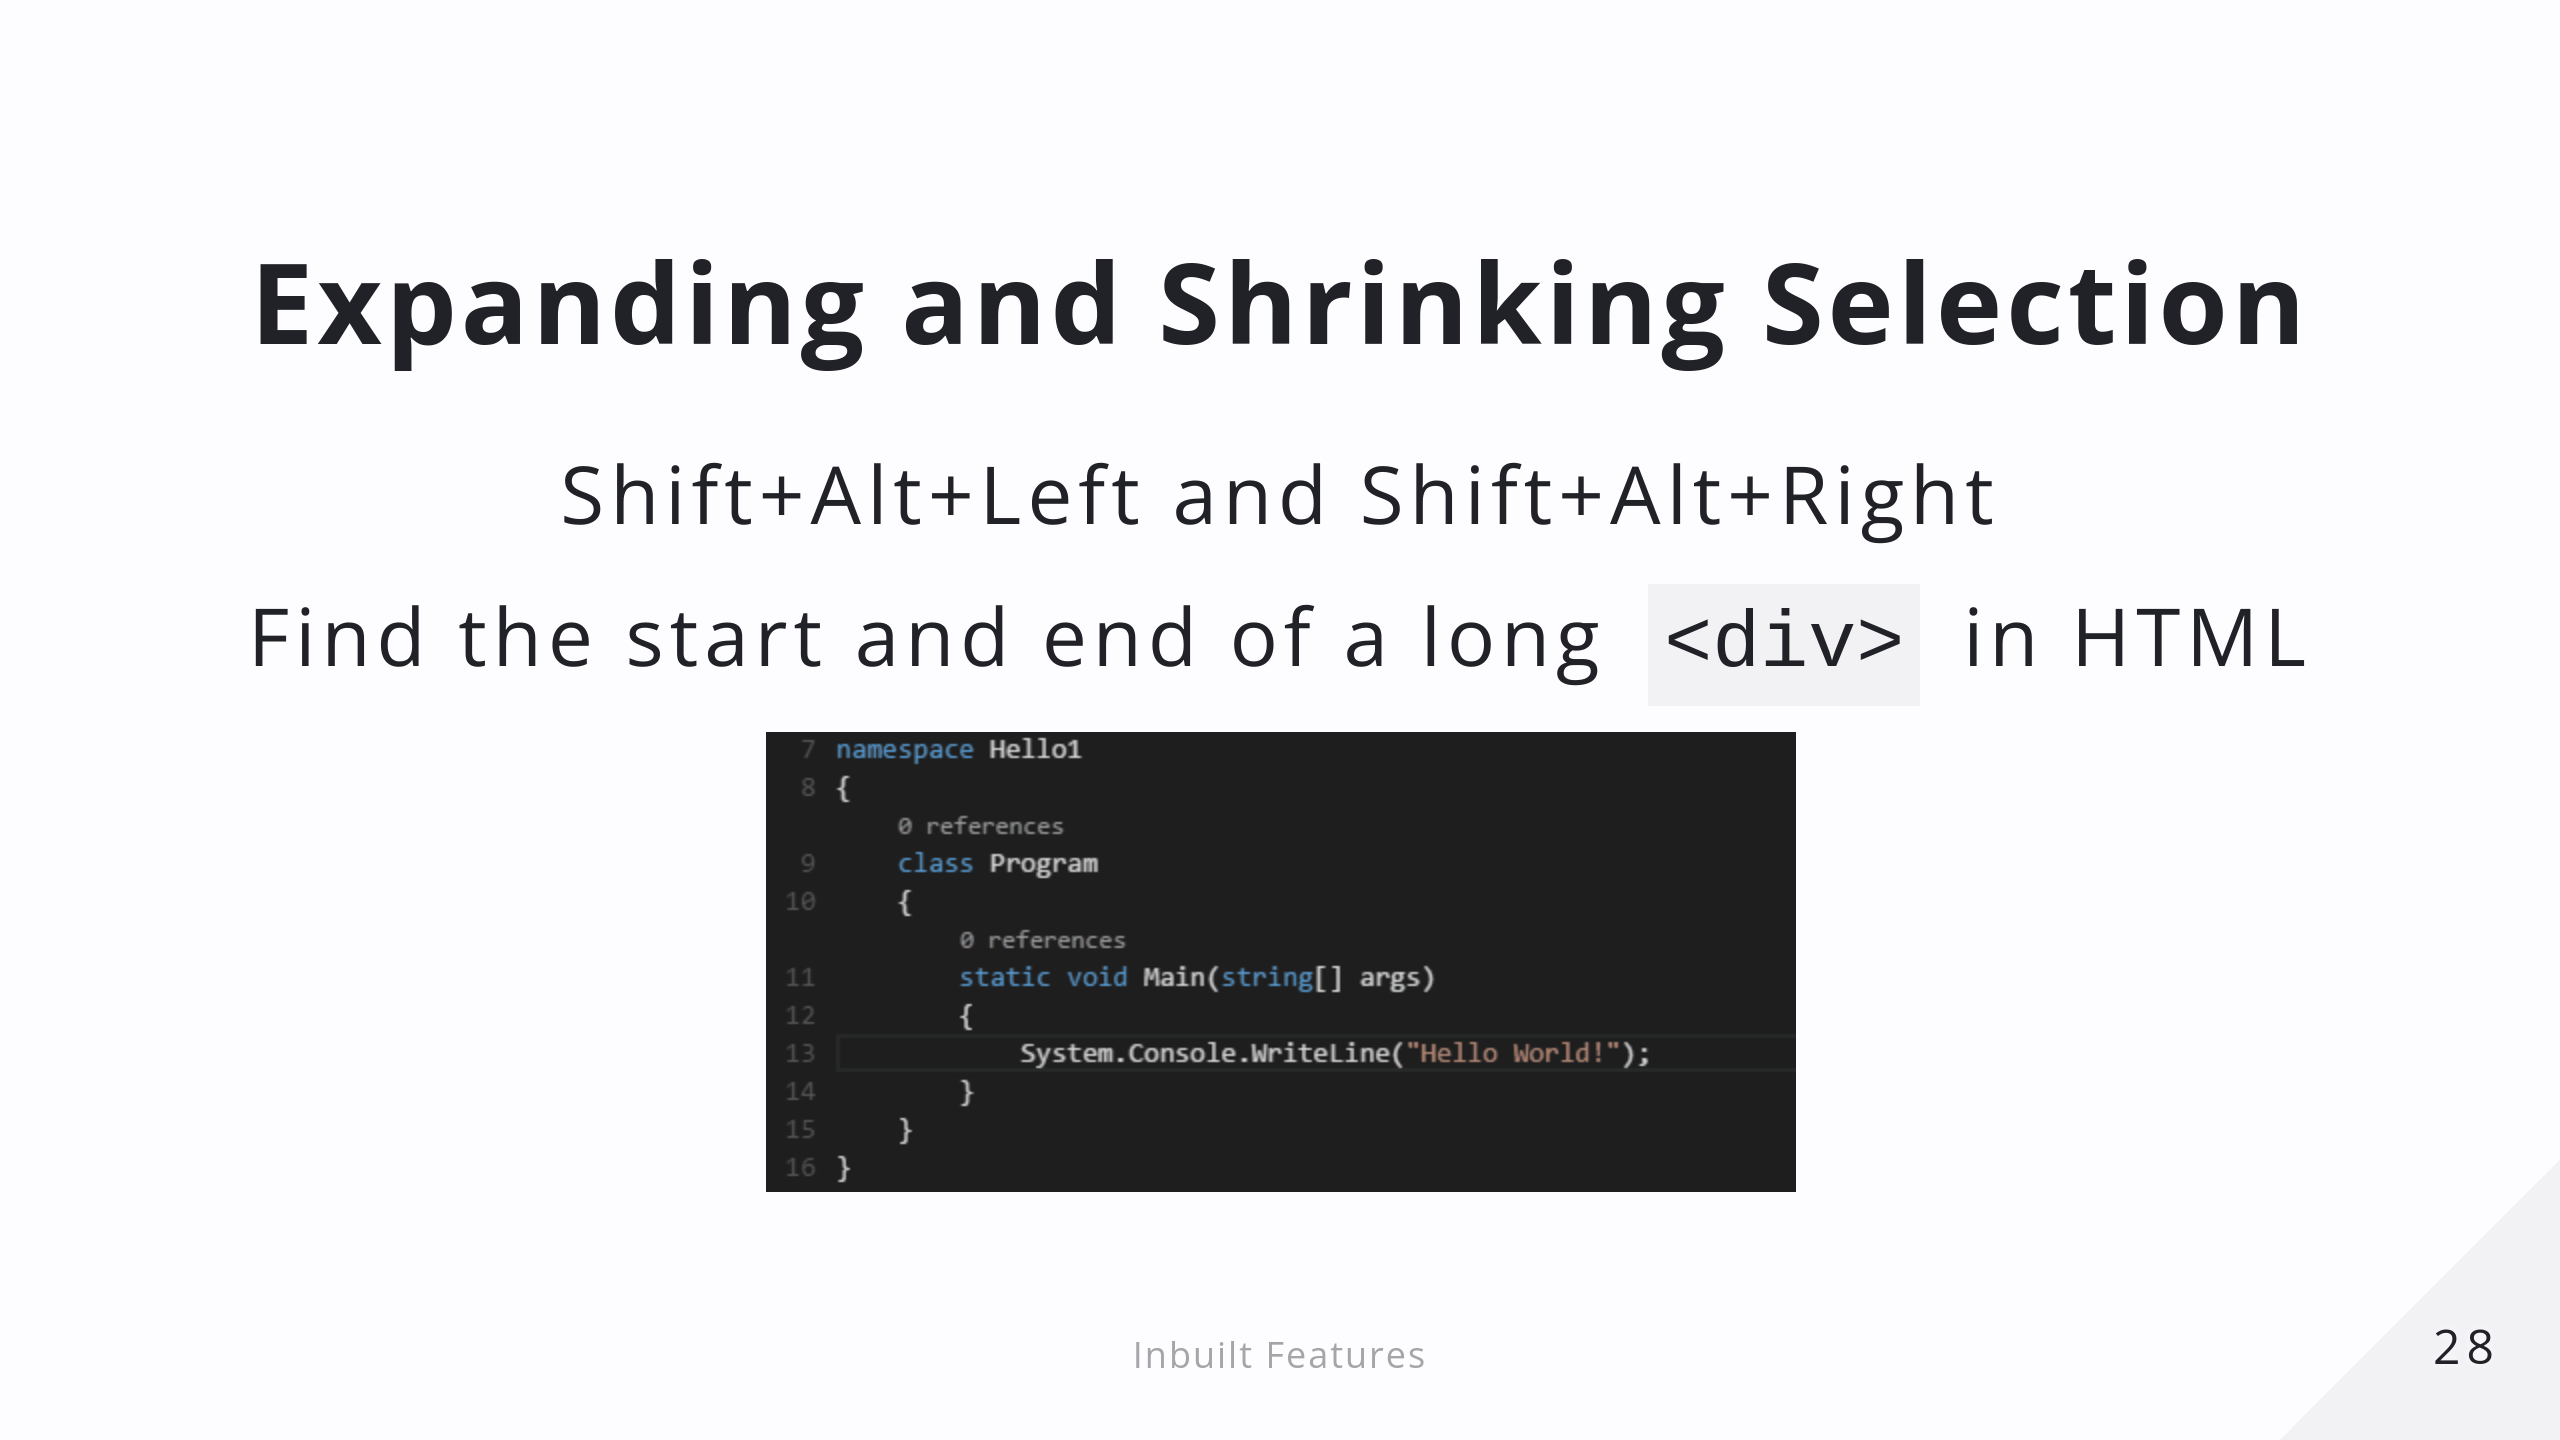 Expanding and Shrinking Selection
Shift+Alt+Left and Shift+Alt+Right
Find the start and end of a long <div> in HTML
7 namespace Hello1
8 {
0 references
9 class Program
10 {
0 references
11 static void Main(string[] args)
12 {
13 System.Console.WriteLine("Hello World!");
14 }
15 }
16 }
Inbuilt Features
28